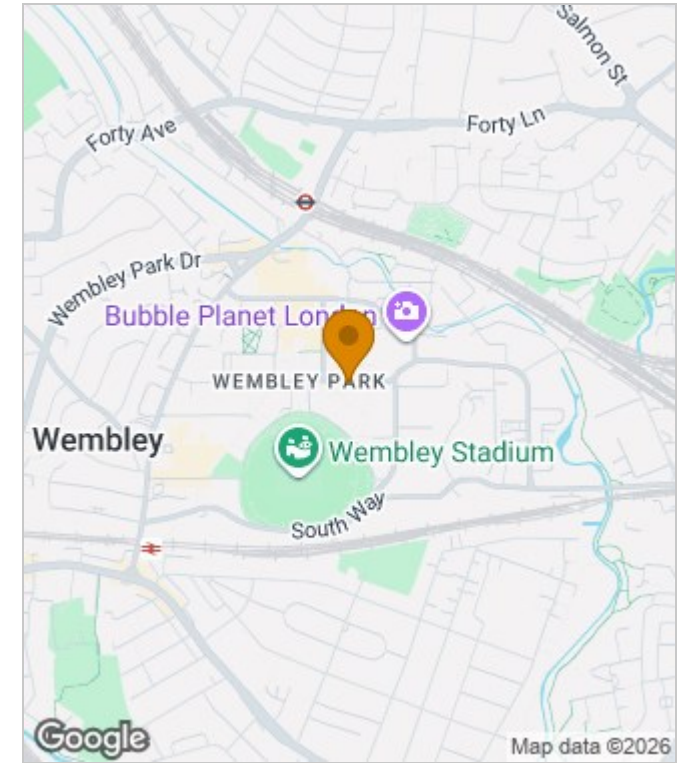 Salmon St
Forty Ln
Forty Ave
Wembley Park Dr
Bubble Planet London
WEMBLEY PARK
Wembley
Wembley Stadium
South Way
Google
Map data ©2026